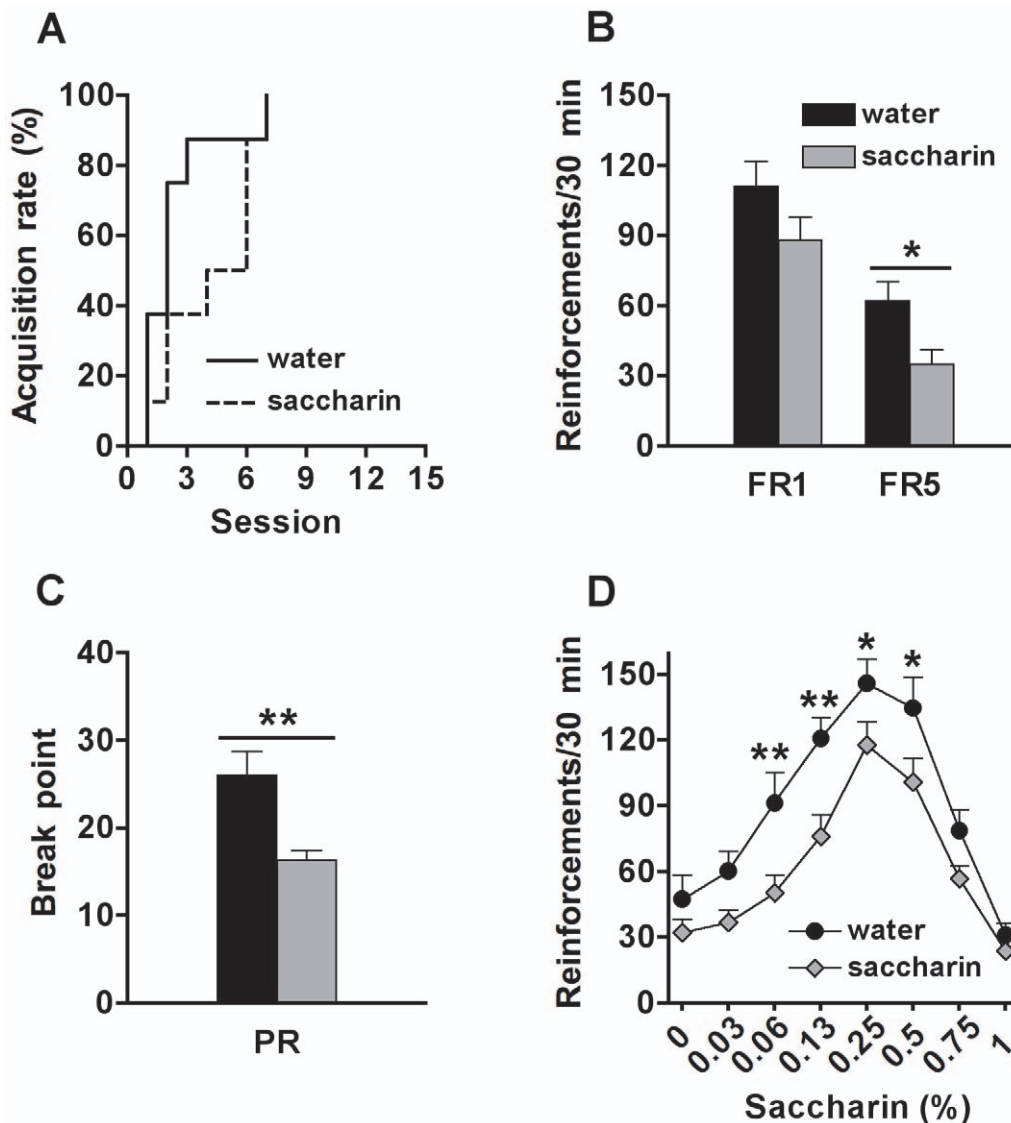 A
Acquisition rate (%)
100
80
60
40
20
0
water
saccharin
0 3 6 9 12 15
Session
B
Reinforcements/30 min
150
120
90
60
30
0
water
saccharin
*
FR1 FR5
C
Break point
40
30
20
10
0
**
PR
D
Reinforcements/30 min
150
120
90
60
30
0
** ** * *
water
saccharin
0 0.03 0.06 0.13 0.25 0.5 0.75 1
Saccharin (%)